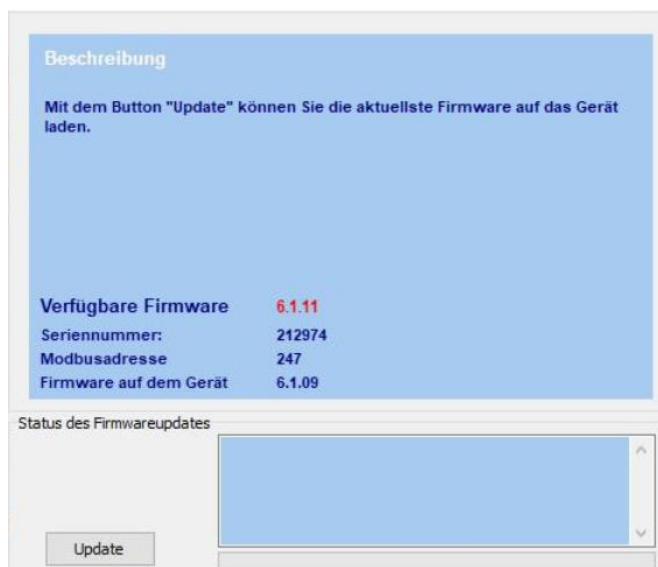 Beschreibung
Mit dem Button "Update" können Sie die aktuellste Firmware auf das Gerät
laden.
Verfügbare Firmware 6.1.11
Seriennummer: 212974
Modbusadresse 247
Firmware auf dem Gerät 6.1.09
Status des Firmwareupdates
Update